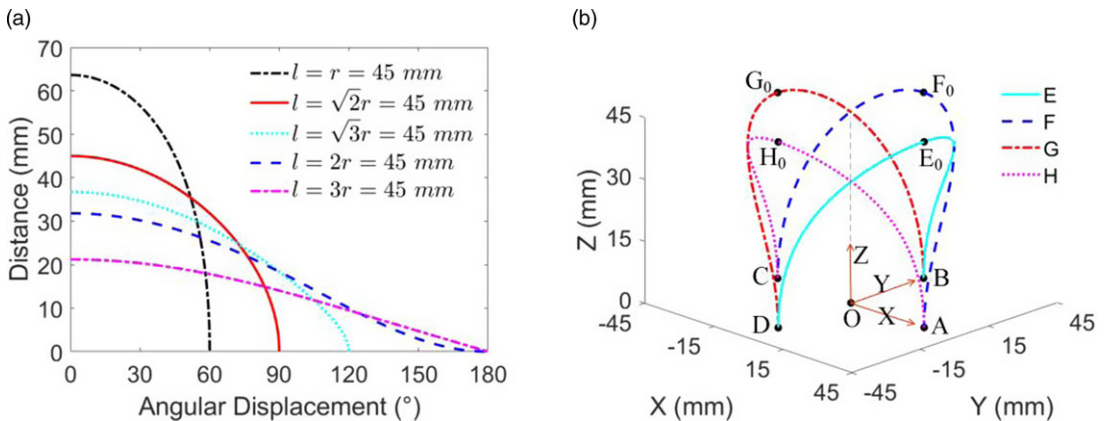 (a)
70
60
50
40
30
20
10
0
Distance (mm)
l = r = 45 mm
l = √2r = 45 mm
l = √3r = 45 mm
l = 2r = 45 mm
l = 3r = 45 mm
0 30 60 90 120 150 180
Angular Displacement (°)
(b)
45
30
15
0
Z (mm)
G₀
F₀
H₀
E₀
C
B
D
A
O
Z
Y
X
E
F
G
H
-45
-15
15
45
X (mm)
-45
-15
15
45
Y (mm)